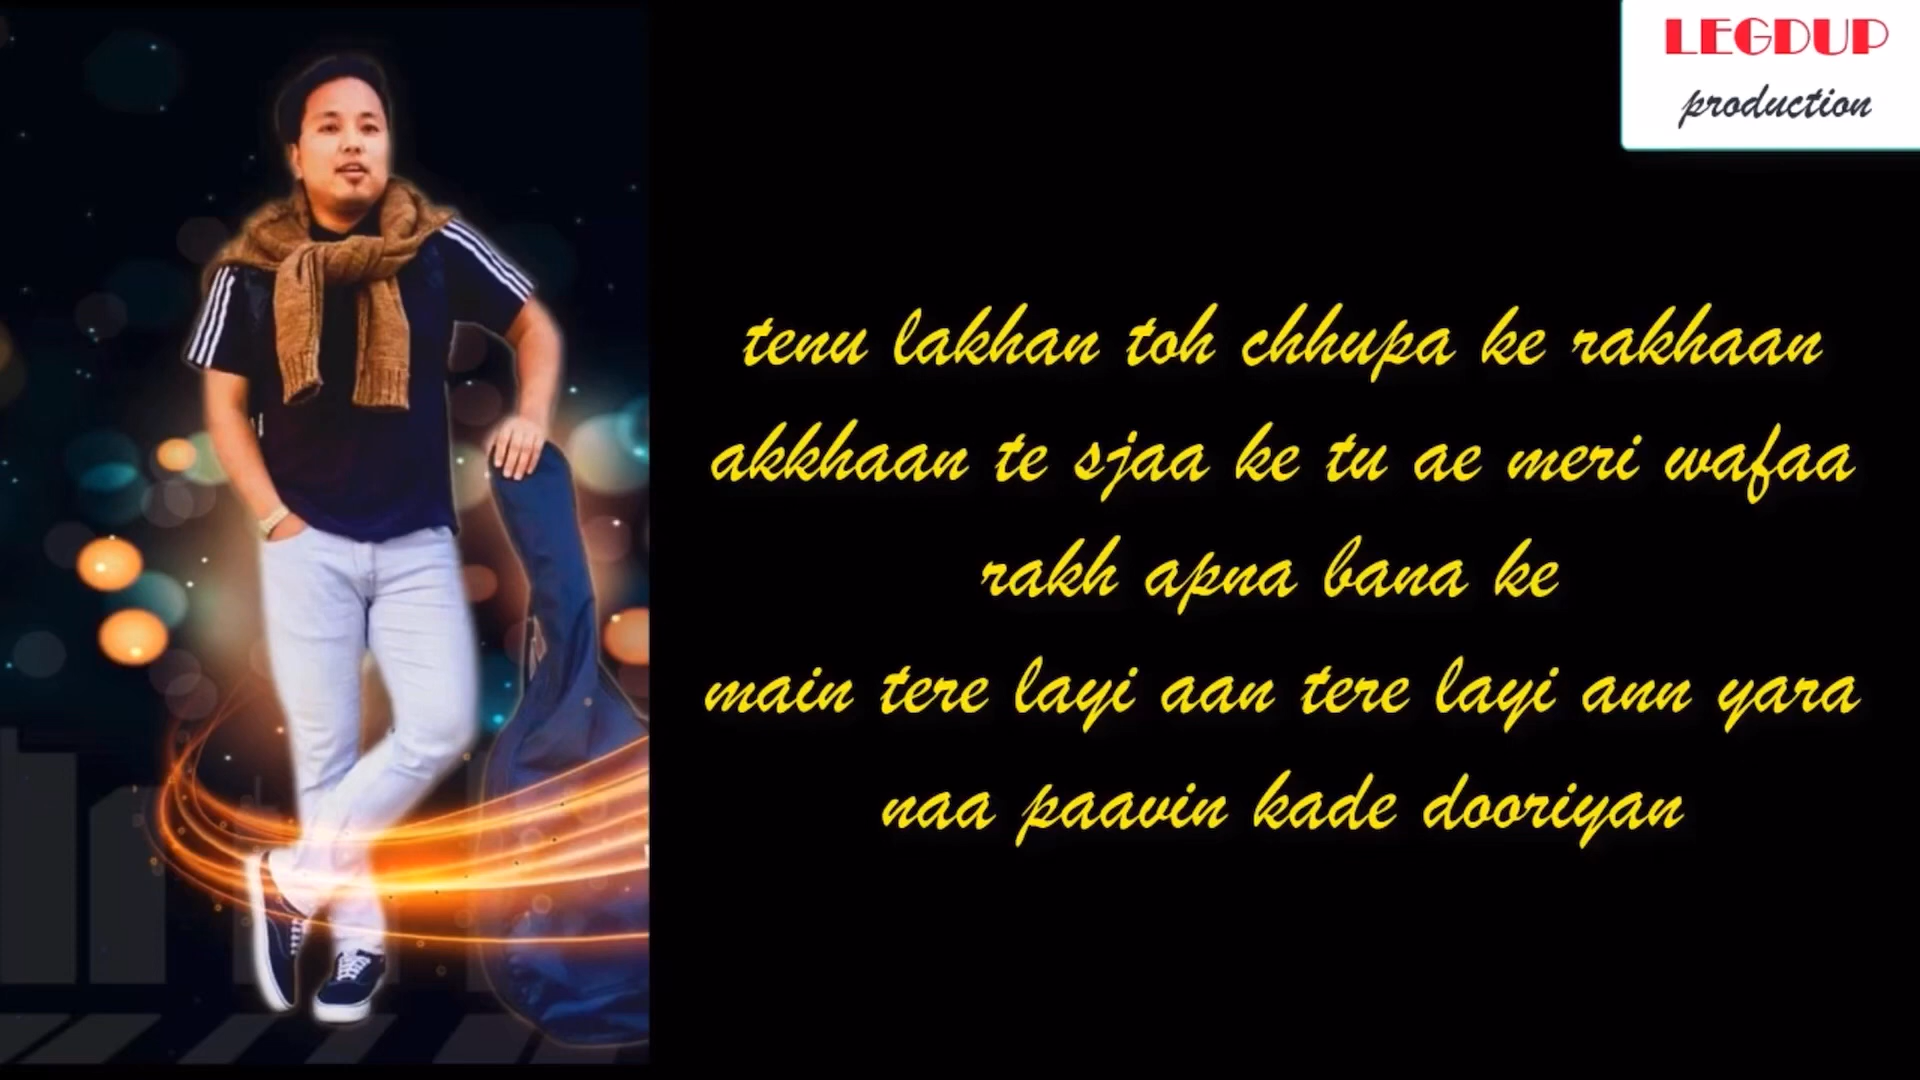 LEGDUP
production
tenu lakhan toh chhupa ke rakhaan
akkhaan te sjaa ke tu ae meri wafaa
rakh apna bana ke
main tere layi aan tere layi ann yara
naa paavin kade dooriyan